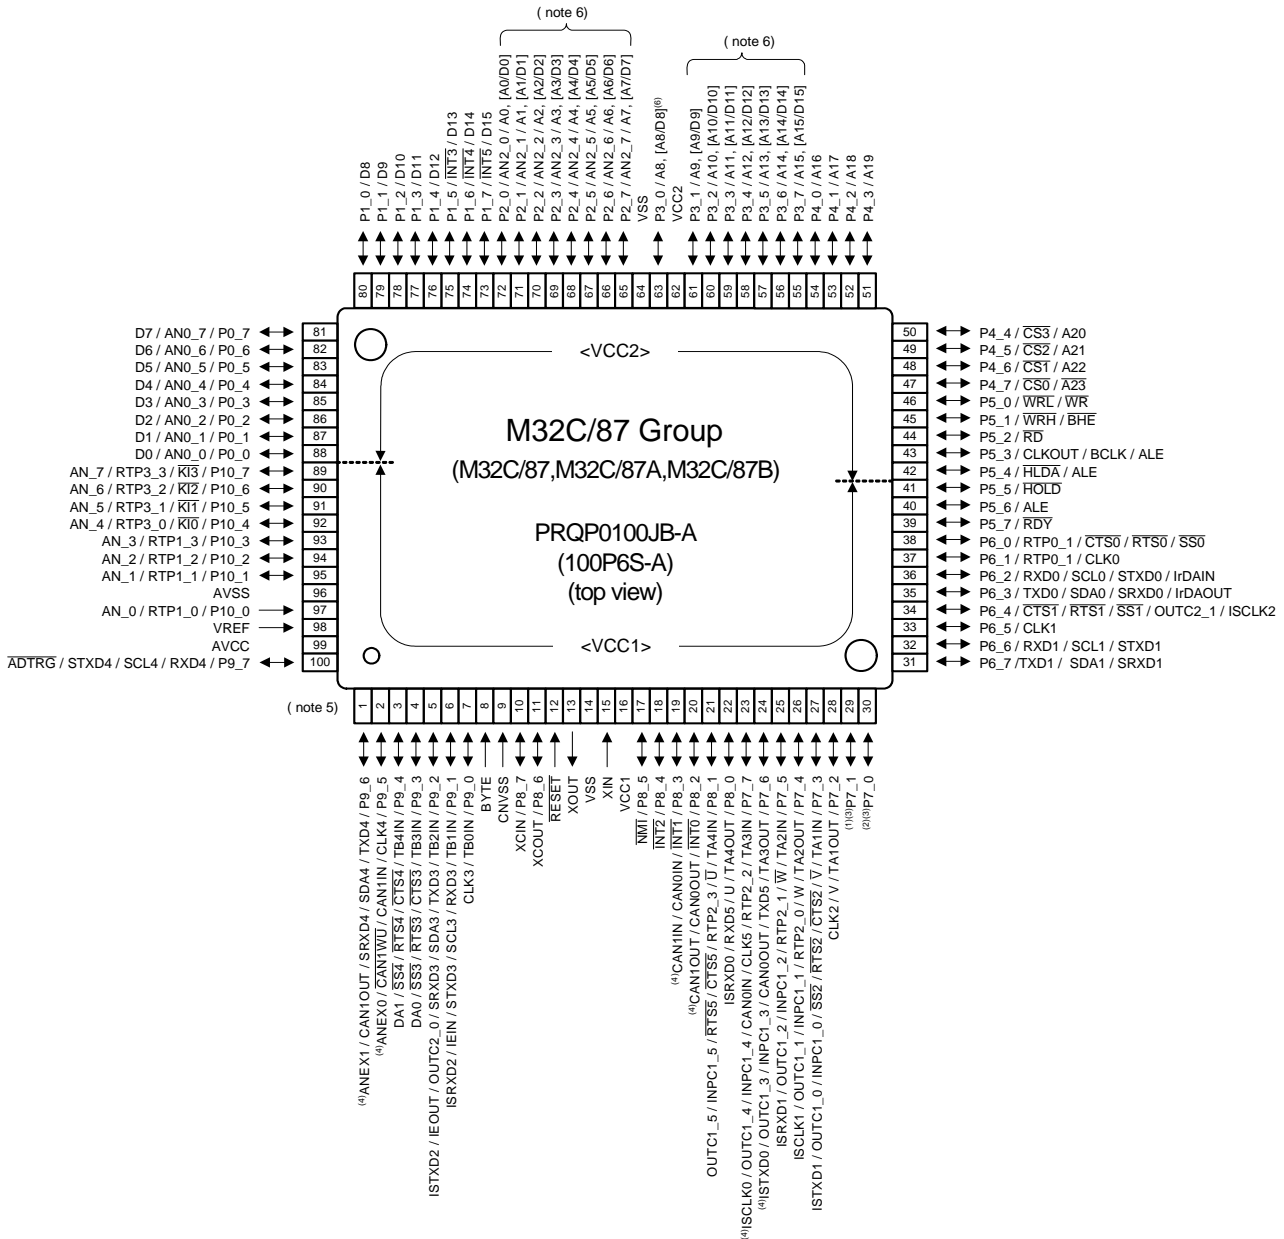 ( note 6)
( note 6)
P1_0 / D8
P1_1 / D9
P1_2 / D10
P1_3 / D11
P1_4 / D12
P1_5 / INT3 / D13
P1_6 / INT4 / D14
P1_7 / INT5 / D15
P2_0 / AN2_0 / A0, [A0/D0]
P2_1 / AN2_1 / A1, [A1/D1]
P2_2 / AN2_2 / A2, [A2/D2]
P2_3 / AN2_3 / A3, [A3/D3]
P2_4 / AN2_4 / A4, [A4/D4]
P2_5 / AN2_5 / A5, [A5/D5]
P2_6 / AN2_6 / A6, [A6/D6]
P2_7 / AN2_7 / A7, [A7/D7]
VSS
P3_0 / A8, [A8/D8](6)
VCC2
P3_1 / A9, [A9/D9]
P3_2 / A10, [A10/D10]
P3_3 / A11, [A11/D11]
P3_4 / A12, [A12/D12]
P3_5 / A13, [A13/D13]
P3_6 / A14, [A14/D14]
P3_7 / A15, [A15/D15]
P4_0 / A16
P4_1 / A17
P4_2 / A18
P4_3 / A19
80 79 78 77 76 75 74 73 72 71 70 69 68 67 66 65 64 63 62 61 60 59 58 57 56 55 54 53 52 51
D7 / AN0_7 / P0_7 81
D6 / AN0_6 / P0_6 82
D5 / AN0_5 / P0_5 83
D4 / AN0_4 / P0_4 84
D3 / AN0_3 / P0_3 85
D2 / AN0_2 / P0_2 86
D1 / AN0_1 / P0_1 87
D0 / AN0_0 / P0_0 88
AN_7 / RTP3_3 / KI3 / P10_7 89
AN_6 / RTP3_2 / KI2 / P10_6 90
AN_5 / RTP3_1 / KI1 / P10_5 91
AN_4 / RTP3_0 / KI0 / P10_4 92
AN_3 / RTP1_3 / P10_3 93
AN_2 / RTP1_2 / P10_2 94
AN_1 / RTP1_1 / P10_1 95
AVSS 96
AN_0 / RTP1_0 / P10_0 97
VREF 98
AVCC 99
ADTRG / STXD4 / SCL4 / RXD4 / P9_7 100
<VCC2>
M32C/87 Group
(M32C/87,M32C/87A,M32C/87B)
PRQP0100JB-A
(100P6S-A)
(top view)
<VCC1>
50 P4_4 / CS3 / A20
49 P4_5 / CS2 / A21
48 P4_6 / CS1 / A22
47 P4_7 / CS0 / A23
46 P5_0 / WRL / WR
45 P5_1 / WRH / BHE
44 P5_2 / RD
43 P5_3 / CLKOUT / BCLK / ALE
42 P5_4 / HLDA / ALE
41 P5_5 / HOLD
40 P5_6 / ALE
39 P5_7 / RDY
38 P6_0 / RTP0_1 / CTS0 / RTS0 / SS0
37 P6_1 / RTP0_1 / CLK0
36 P6_2 / RXD0 / SCL0 / STXD0 / IrDAIN
35 P6_3 / TXD0 / SDA0 / SRXD0 / IrDAOUT
34 P6_4 / CTS1 / RTS1 / SS1 / OUTC2_1 / ISCLK2
33 P6_5 / CLK1
32 P6_6 / RXD1 / SCL1 / STXD1
31 P6_7 /TXD1 / SDA1 / SRXD1
( note 5)
1 2 3 4 5 6 7 8 9 10 11 12 13 14 15 16 17 18 19 20 21 22 23 24 25 26 27 28 29 30
(4)ANEX1 / CAN1OUT / SRXD4 / SDA4 / TXD4 / P9_6
(4)ANEX0 / CAN1WU / CAN1IN / CLK4 / P9_5
DA1 / SS4 / RTS4 / CTS4 / TB4IN / P9_4
DA0 / SS3 / RTS3 / CTS3 / TB3IN / P9_3
ISTXD2 / IEOUT / OUTC2_0 / SRXD3 / SDA3 / TXD3 / TB2IN / P9_2
ISRXD2 / IEIN / STXD3 / SCL3 / RXD3 / TB1IN / P9_1
CLK3 / TB0IN / P9_0
BYTE
CNVSS
XCIN / P8_7
XCOUT / P8_6
RESET
XOUT
VSS
XIN
VCC1
NMI / P8_5
INT2 / P8_4
(4)CAN1IN / CAN0IN / INT1 / P8_3
(4)CAN1OUT / CAN0OUT / INT0 / P8_2
OUTC1_5 / INPC1_5 / RTS5 / CTS5 / RTP2_3 / U / TA4IN / P8_1
ISRXD0 / RXD5 / U / TA4OUT / P8_0
(4)ISCLK0 / OUTC1_4 / INPC1_4 / CAN0IN / CLK5 / RTP2_2 / TA3IN / P7_7
(4)ISTXD0 / OUTC1_3 / INPC1_3 / CAN0OUT / TXD5 / TA3OUT / P7_6
ISRXD1 / OUTC1_2 / INPC1_2 / RTP2_1 / W / TA2IN / P7_5
ISCLK1 / OUTC1_1 / INPC1_1 / RTP2_0 / W / TA2OUT / P7_4
ISTXD1 / OUTC1_0 / INPC1_0 / SS2 / RTS2 / CTS2 / V / TA1IN / P7_3
CLK2 / V / TA1OUT / P7_2
(1)(3)P7_1
(2)(3)P7_0